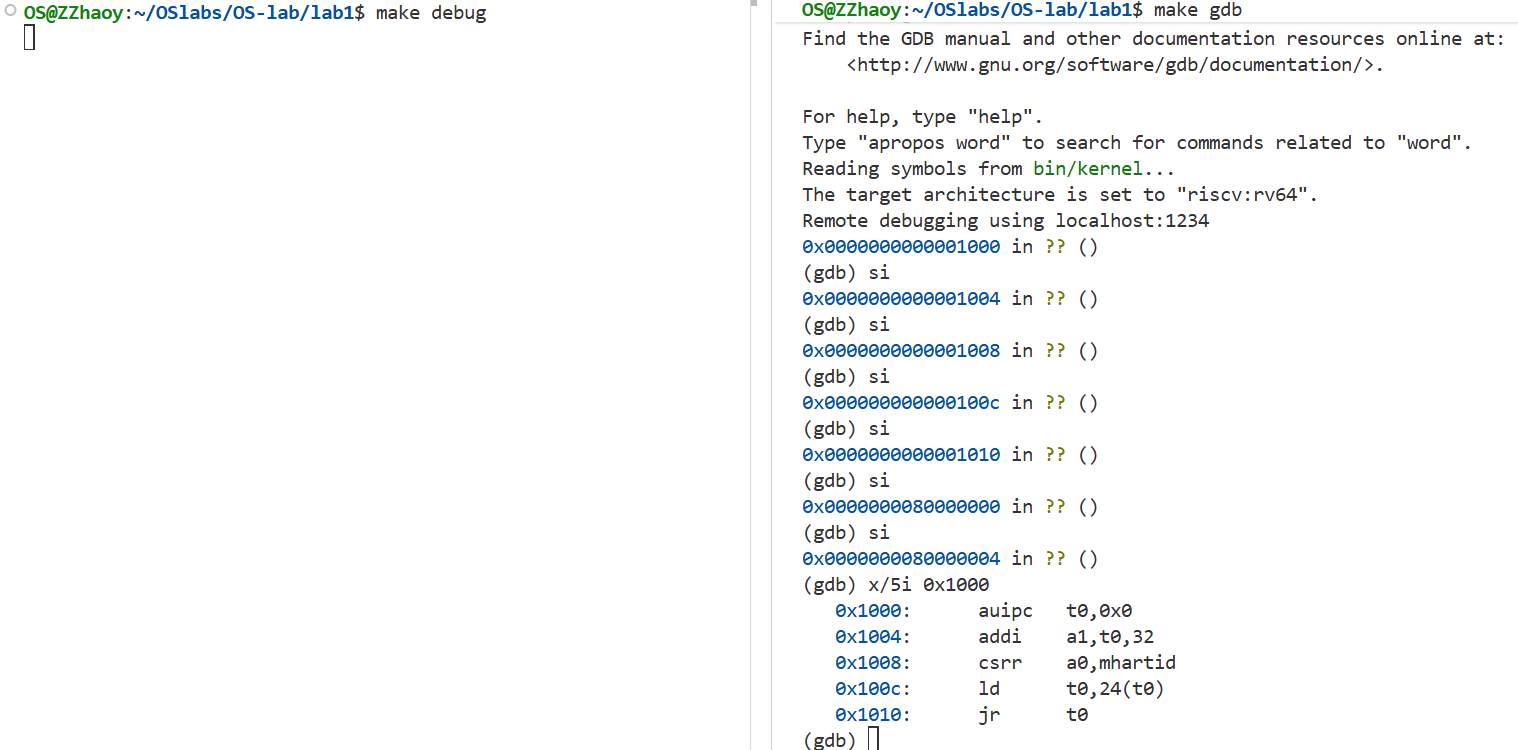 OS@ZZhaoy:~/OSlabs/OS-lab/lab1$ make debug
OS@ZZhaoy:~/OSlabs/OS-lab/lab1$ make gdb
Find the GDB manual and other documentation resources online at:
    <http://www.gnu.org/software/gdb/documentation/>.

For help, type "help".
Type "apropos word" to search for commands related to "word".
Reading symbols from bin/kernel...
The target architecture is set to "riscv:rv64".
Remote debugging using localhost:1234
0x0000000000001000 in ?? ()
(gdb) si
0x0000000000001004 in ?? ()
(gdb) si
0x0000000000001008 in ?? ()
(gdb) si
0x000000000000100c in ?? ()
(gdb) si
0x0000000000001010 in ?? ()
(gdb) si
0x0000000080000000 in ?? ()
(gdb) si
0x0000000080000004 in ?? ()
(gdb) x/5i 0x1000
   0x1000:      auipc   t0,0x0
   0x1004:      addi    a1,t0,32
   0x1008:      csrr    a0,mhartid
   0x100c:      ld      t0,24(t0)
   0x1010:      jr      t0
(gdb)